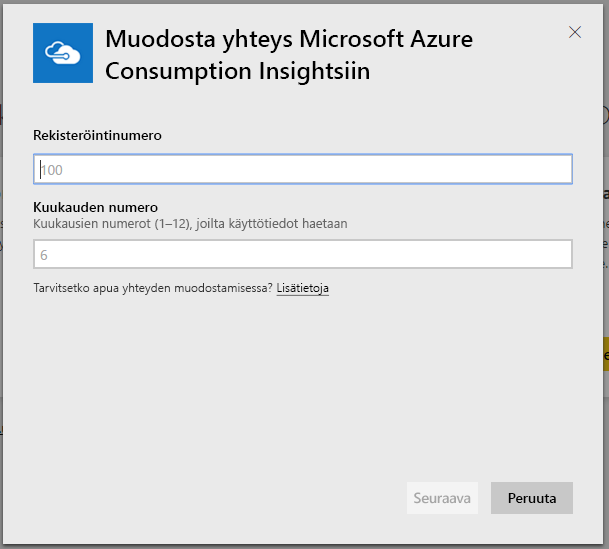 Muodosta yhteys Microsoft Azure
Consumption Insightsiin
Rekisteröintinumero
100
Kuukauden numero
Kuukausien numerot (1–12), joilta käyttötiedot haetaan
6
Tarvitsetko apua yhteyden muodostamisessa? Lisätietoja
Seuraava
Peruuta